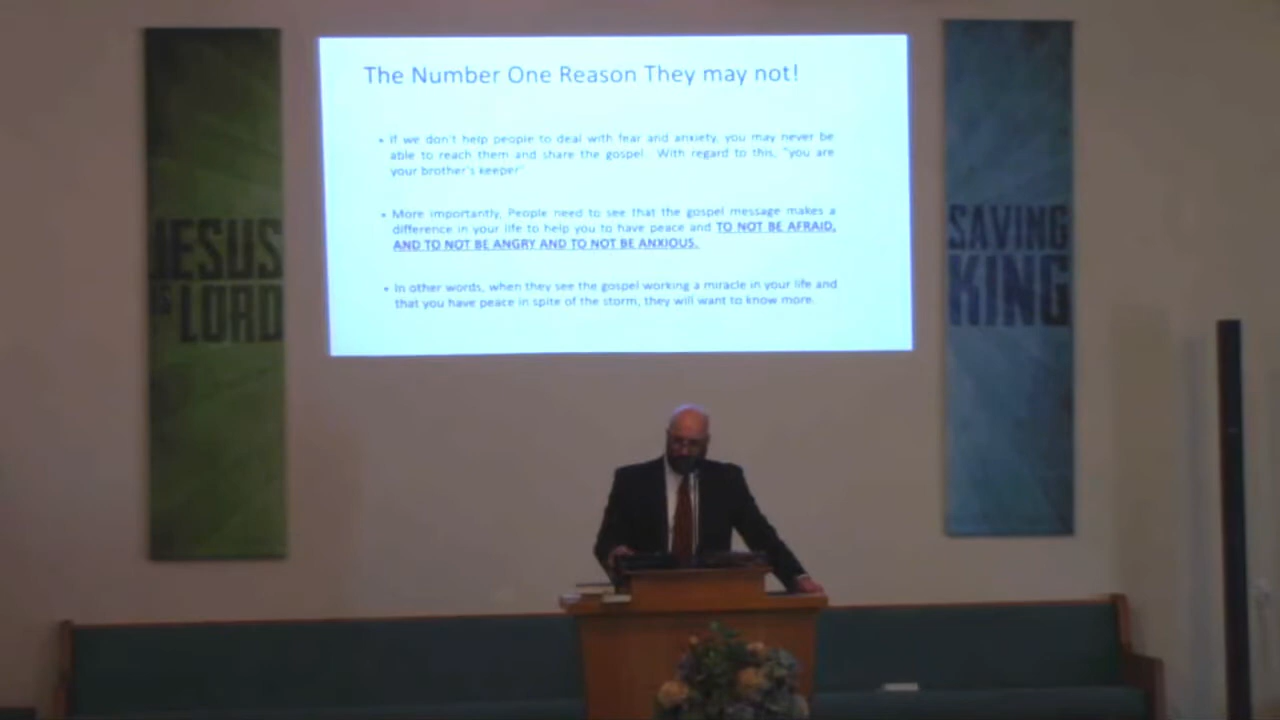 The Number One Reason They may not!
• If we don't help people to deal with fear and anxiety, you may never be
able to reach them and share the gospel. With regard to this, "you are
your brother's keeper"
• More importantly, People need to see that the gospel message makes a
difference in your life to help you to have peace and TO NOT BE AFRAID,
AND TO NOT BE ANGRY AND TO NOT BE ANXIOUS.
• In other words, when they see the gospel working a miracle in your life and
that you have peace in spite of the storm, they will want to know more.
JESUS
IS LORD
SAVING
KING